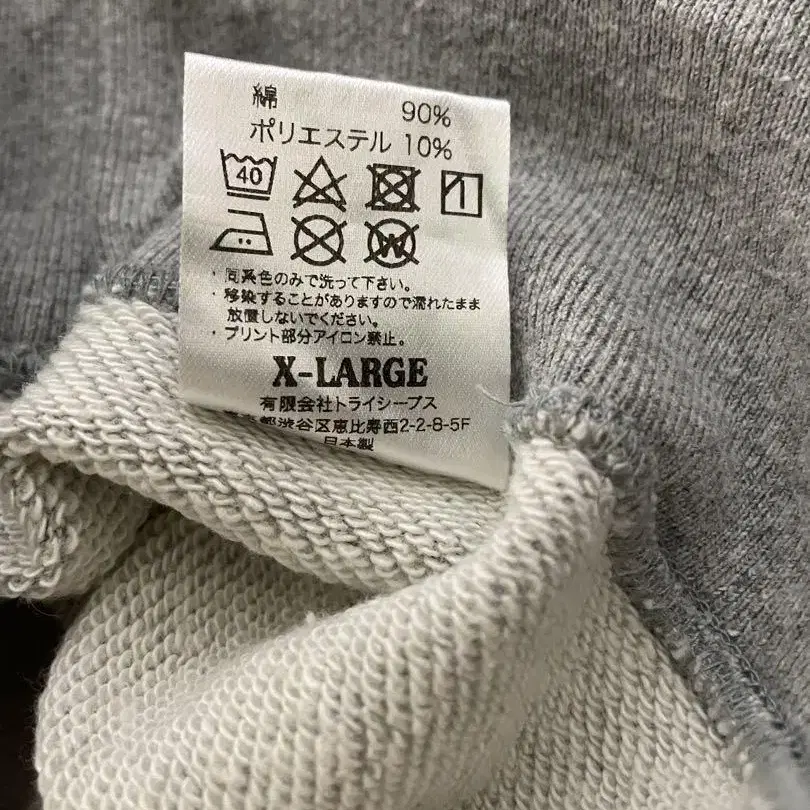 綿 90%
ポリエステル 10%
40
W
・同系色のみで洗って下さい。
・移染することがありますので濡れたまま
放置しないでください。
・プリント部分アイロン禁止。
X-LARGE
有限会社トライシープス
渋谷区恵比寿西2-2-8-5F
日本製